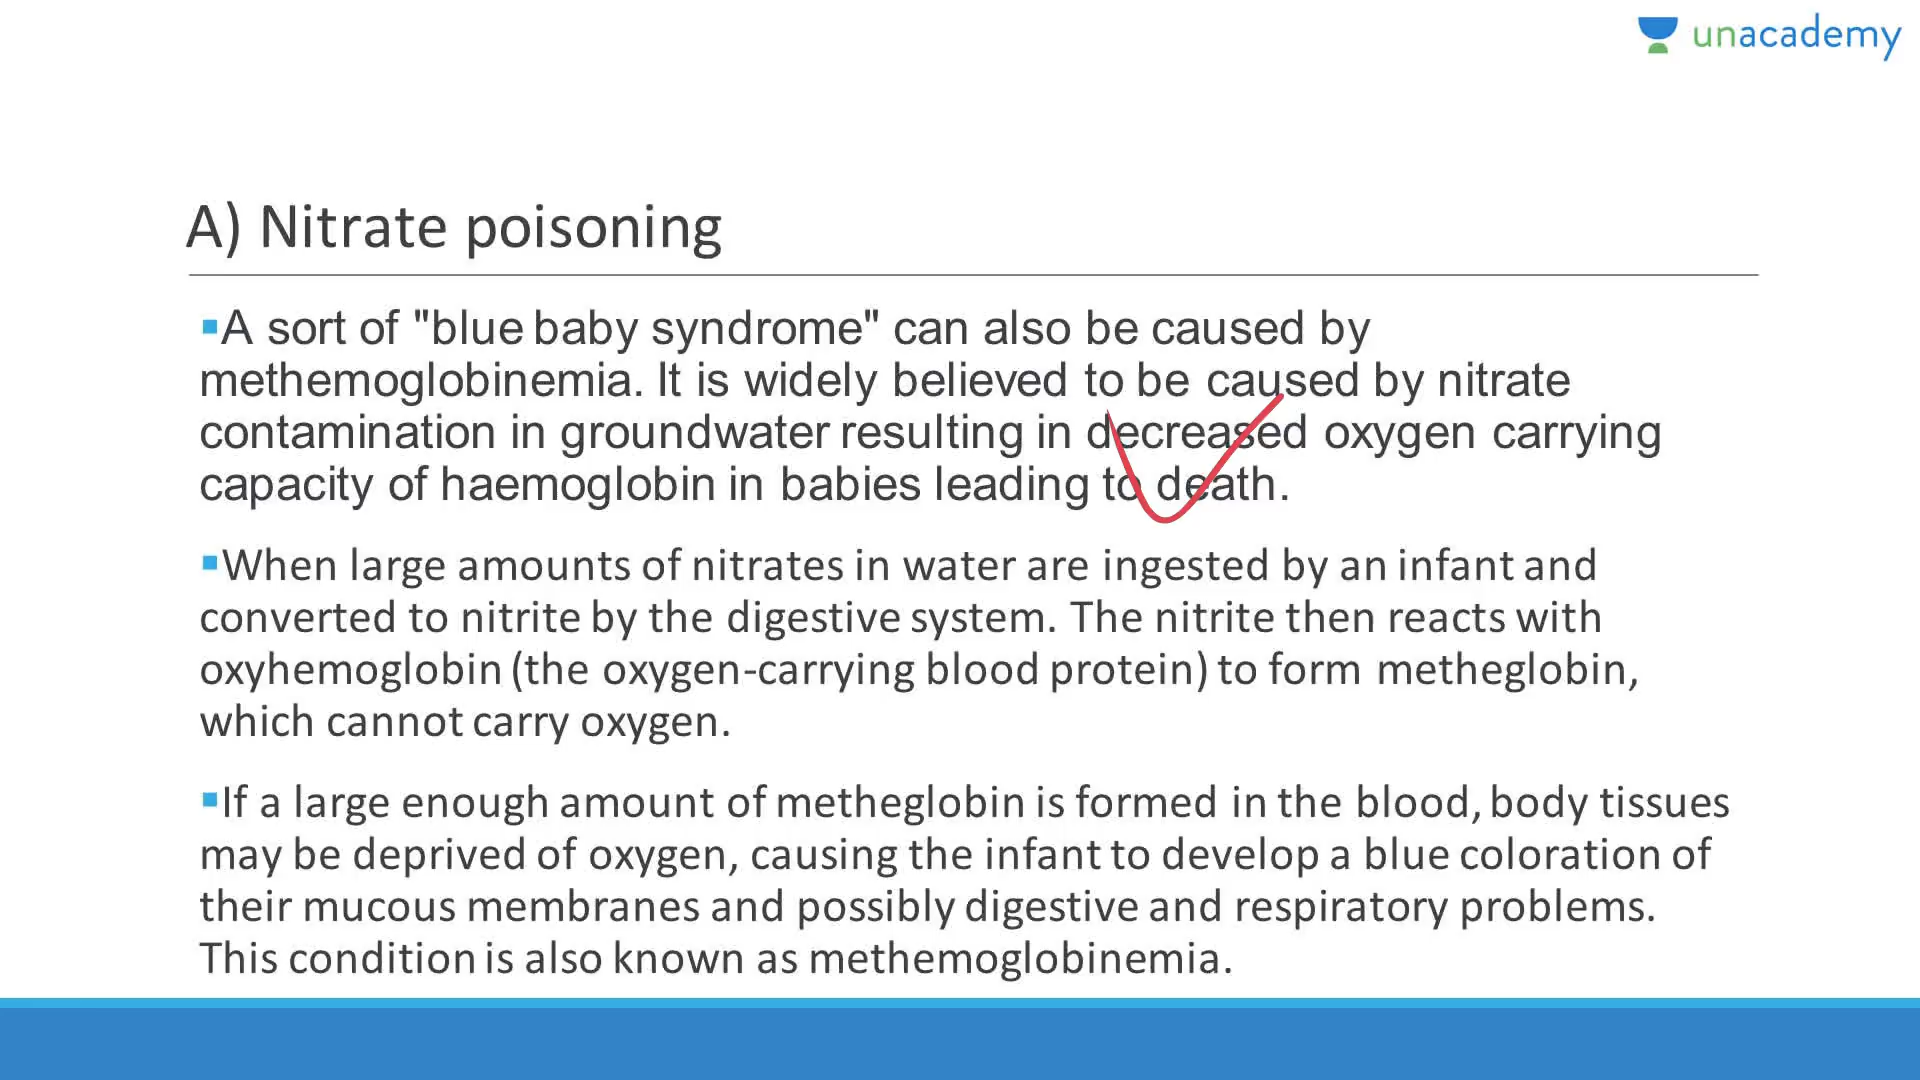 unacademy
A) Nitrate poisoning
▪A sort of "blue baby syndrome" can also be caused by
methemoglobinemia. It is widely believed to be caused by nitrate
contamination in groundwater resulting in decreased oxygen carrying
capacity of haemoglobin in babies leading to death.
▪When large amounts of nitrates in water are ingested by an infant and
converted to nitrite by the digestive system. The nitrite then reacts with
oxyhemoglobin (the oxygen-carrying blood protein) to form metheglobin,
which cannot carry oxygen.
▪If a large enough amount of metheglobin is formed in the blood, body tissues
may be deprived of oxygen, causing the infant to develop a blue coloration of
their mucous membranes and possibly digestive and respiratory problems.
This condition is also known as methemoglobinemia.